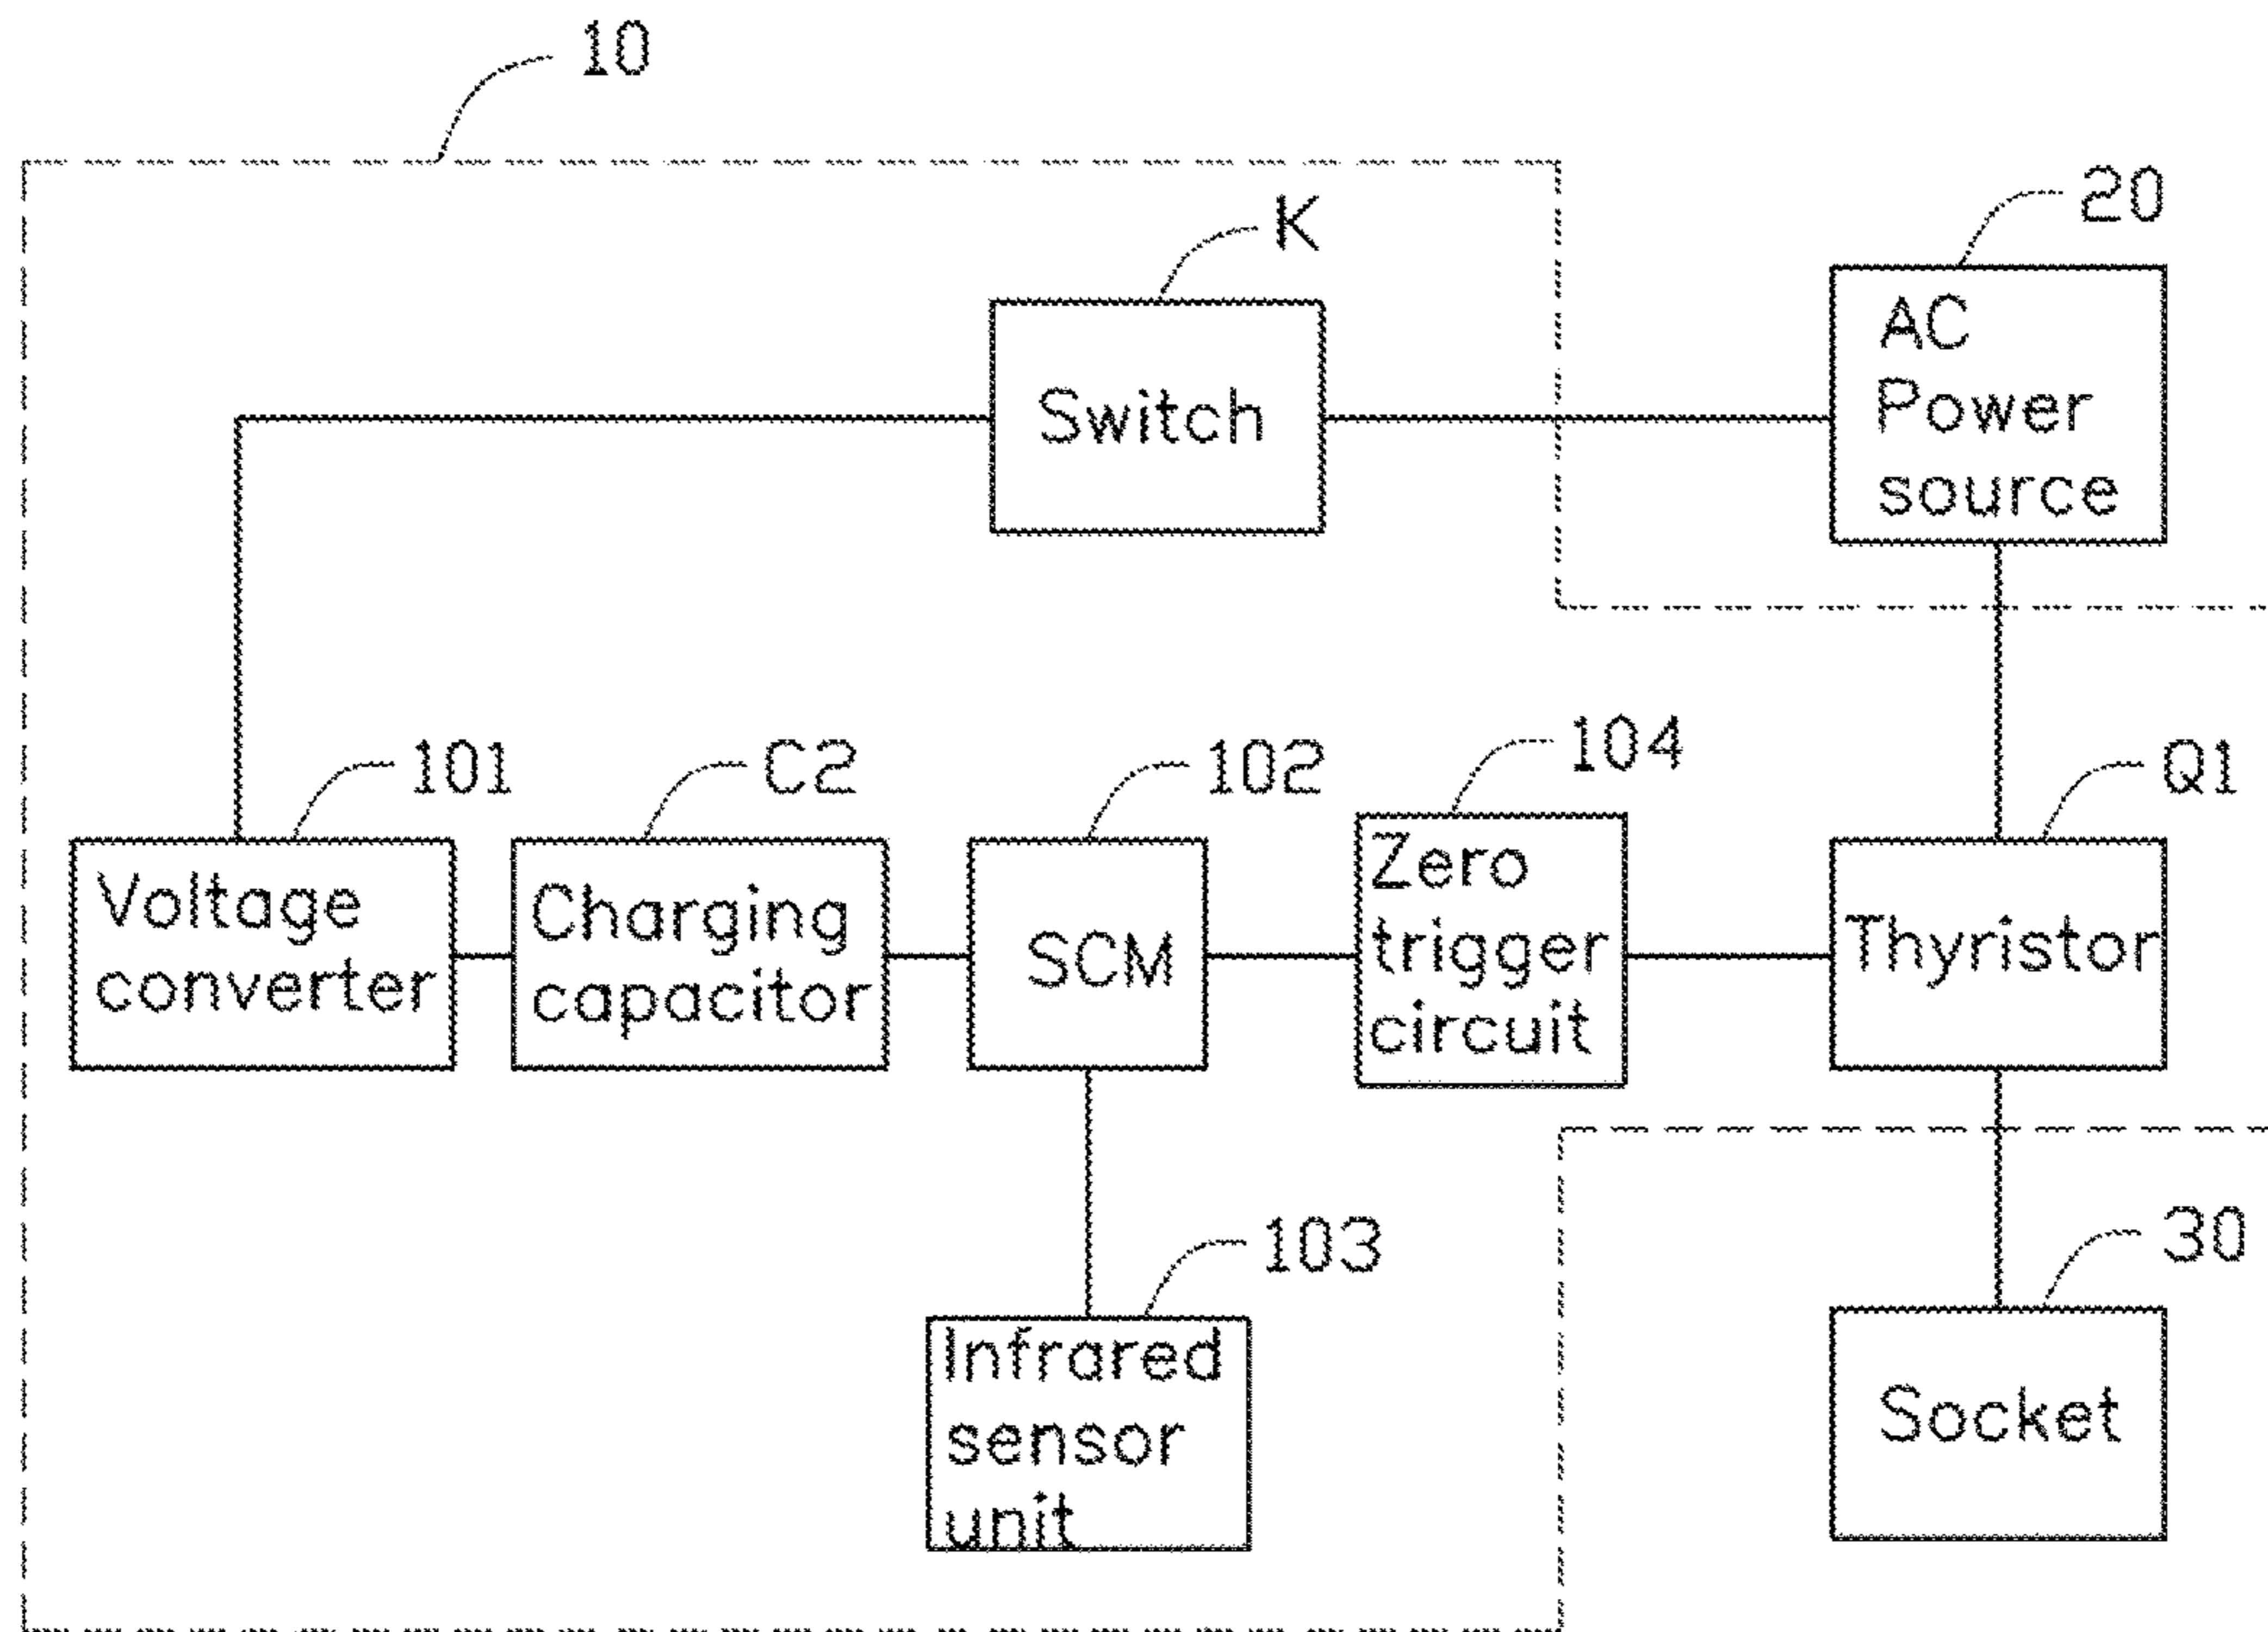 10
K
20
Switch
AC
Power
source
101
C2
102
104
Q1
Voltage
converter
Charging
capacitor
SCM
Zero
trigger
circuit
Thyristor
103
30
Infrared
sensor
unit
Socket